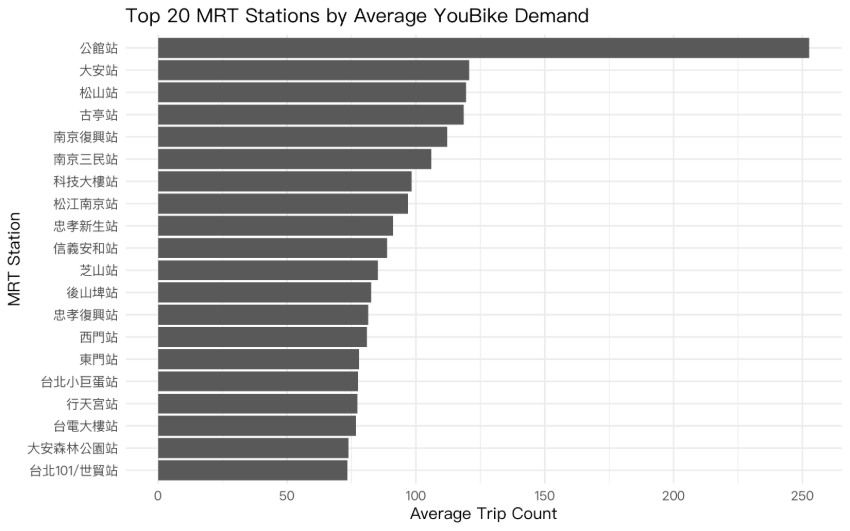 Top 20 MRT Stations by Average YouBike Demand
MRT Station
公館站
大安站
松山站
古亭站
南京復興站
南京三民站
科技大樓站
松江南京站
忠孝新生站
信義安和站
芝山站
後山埤站
忠孝復興站
西門站
東門站
台北小巨蛋站
行天宮站
台電大樓站
大安森林公園站
台北101/世貿站
0 50 100 150 200 250
Average Trip Count